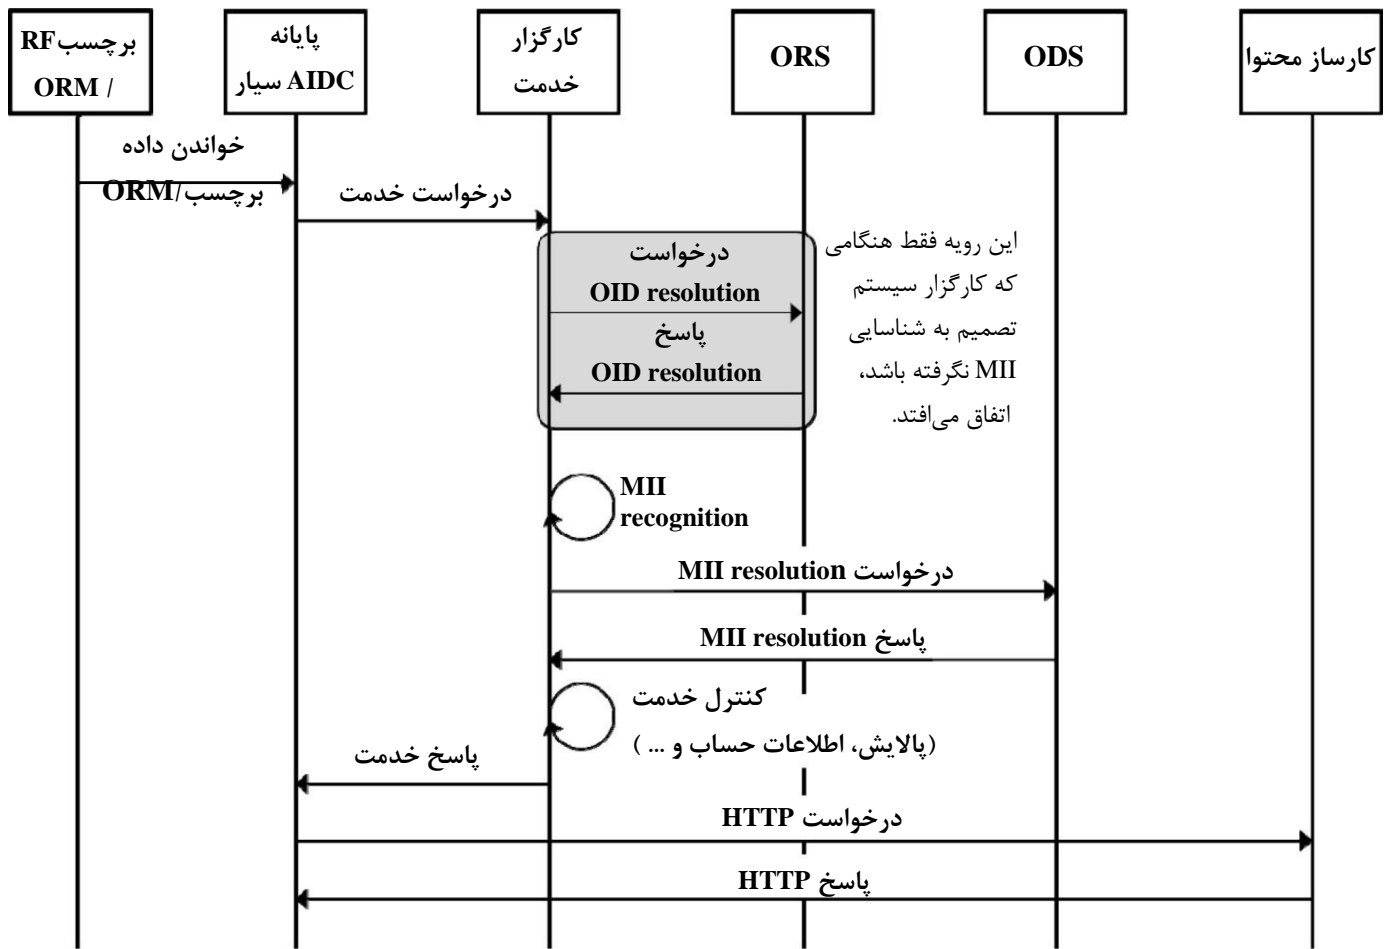 برچسبRF
ORM /
پایانه
AIDC سیار
کارگزار
خدمت
ORS
ODS
کارساز محتوا
خواندن داده
برچسب/ORM
درخواست خدمت
درخواست
OID resolution
پاسخ
OID resolution
این رویه فقط هنگامی
که کارگزار سیستم
تصمیم به شناسایی
MII نگرفته باشد،
اتفاق می‌افتد.
MII
recognition
درخواست MII resolution
پاسخ MII resolution
کنترل خدمت
(پالایش، اطلاعات حساب و ... )
پاسخ خدمت
درخواست HTTP
پاسخ HTTP